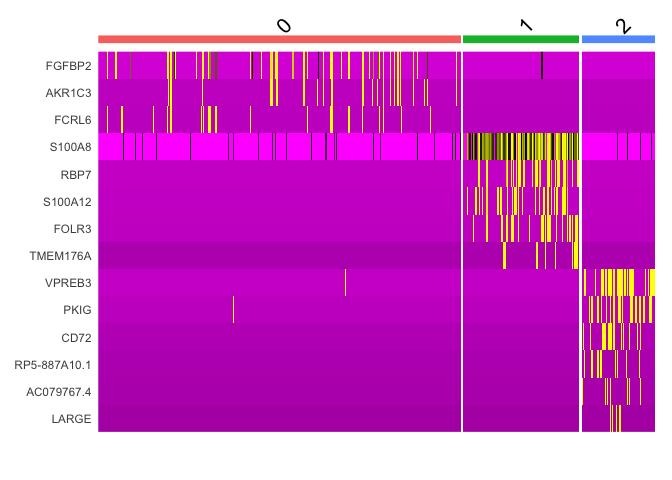 0 1 2
FGFBP2
AKR1C3
FCRL6
S100A8
RBP7
S100A12
FOLR3
TMEM176A
VPREB3
PKIG
CD72
RP5-887A10.1
AC079767.4
LARGE